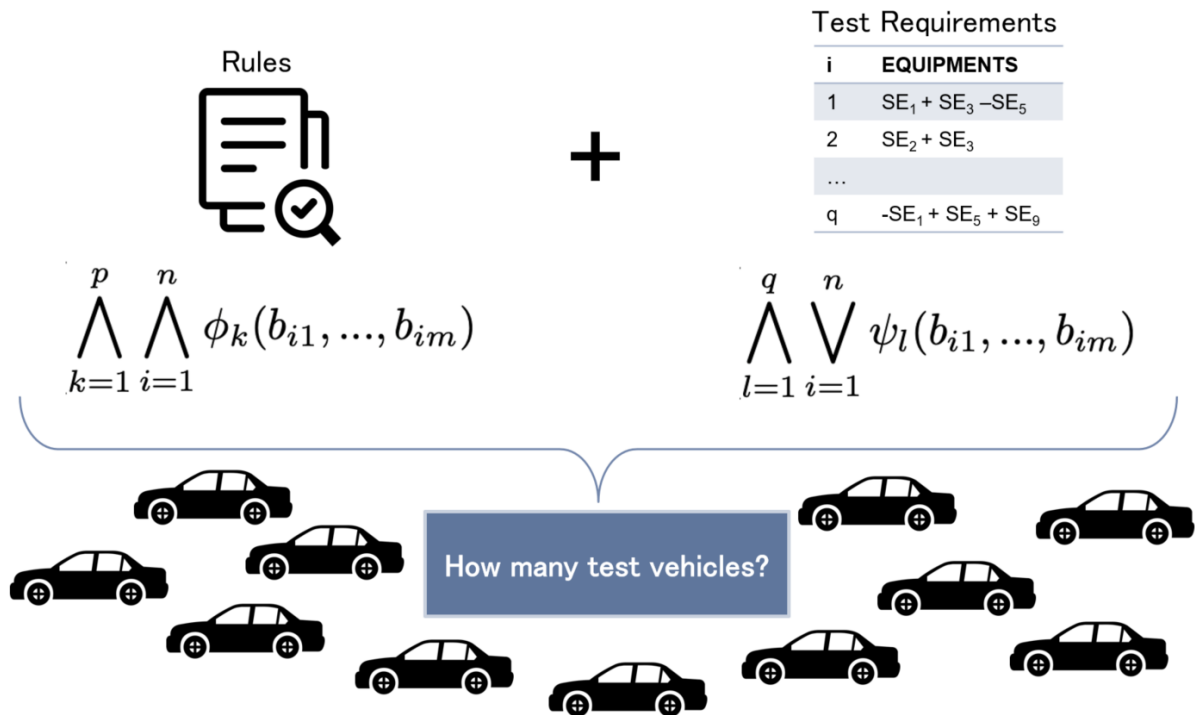 Rules
Test Requirements
i EQUIPMENTS
1 SE₁ + SE₃ –SE₅
2 SE₂ + SE₃
...
q -SE₁ + SE₅ + SE₉
p n
⋀ ⋀ ϕₖ(bᵢ₁, ..., bᵢₘ)
k=1 i=1
q n
⋀ ⋁ ψₗ(bᵢ₁, ..., bᵢₘ)
l=1 i=1
How many test vehicles?